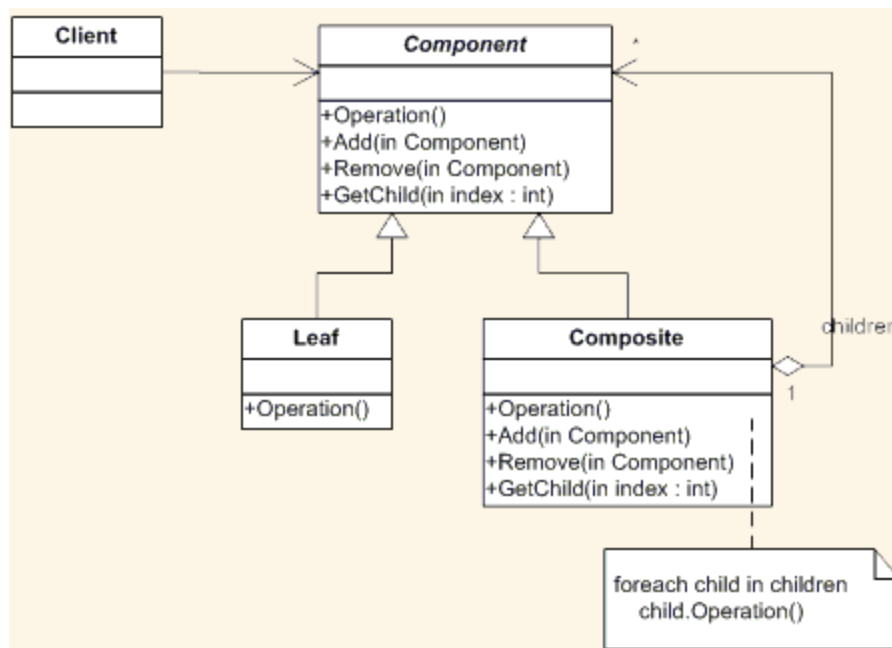 Client
Component
*
+Operation()
+Add(in Component)
+Remove(in Component)
+GetChild(in index : int)
children
Leaf
+Operation()
Composite
1
+Operation()
+Add(in Component)
+Remove(in Component)
+GetChild(in index : int)
foreach child in children
child.Operation()